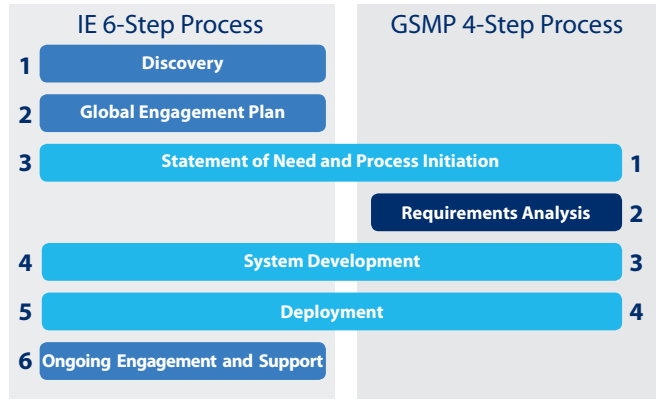 IE 6-Step Process
GSMP 4-Step Process
1 Discovery
2 Global Engagement Plan
3 Statement of Need and Process Initiation 1
Requirements Analysis 2
4 System Development 3
5 Deployment 4
6 Ongoing Engagement and Support